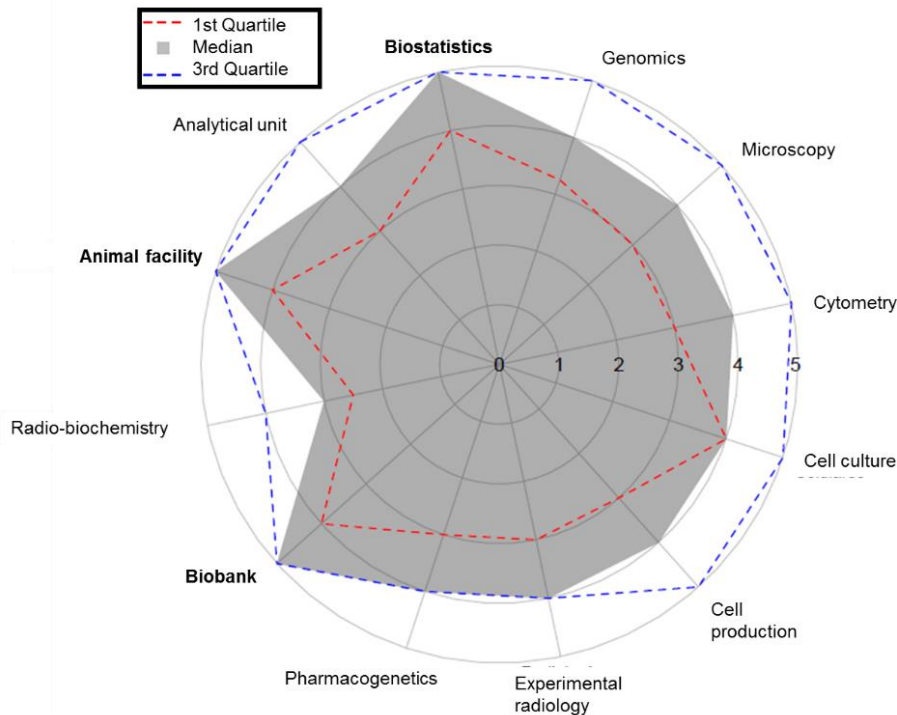 1st Quartile
Median
3rd Quartile
Biostatistics
Genomics
Analytical unit
Microscopy
Animal facility
Cytometry
0 1 2 3 4 5
Radio-biochemistry
Cell culture
Biobank
Cell
production
Pharmacogenetics
Experimental
radiology